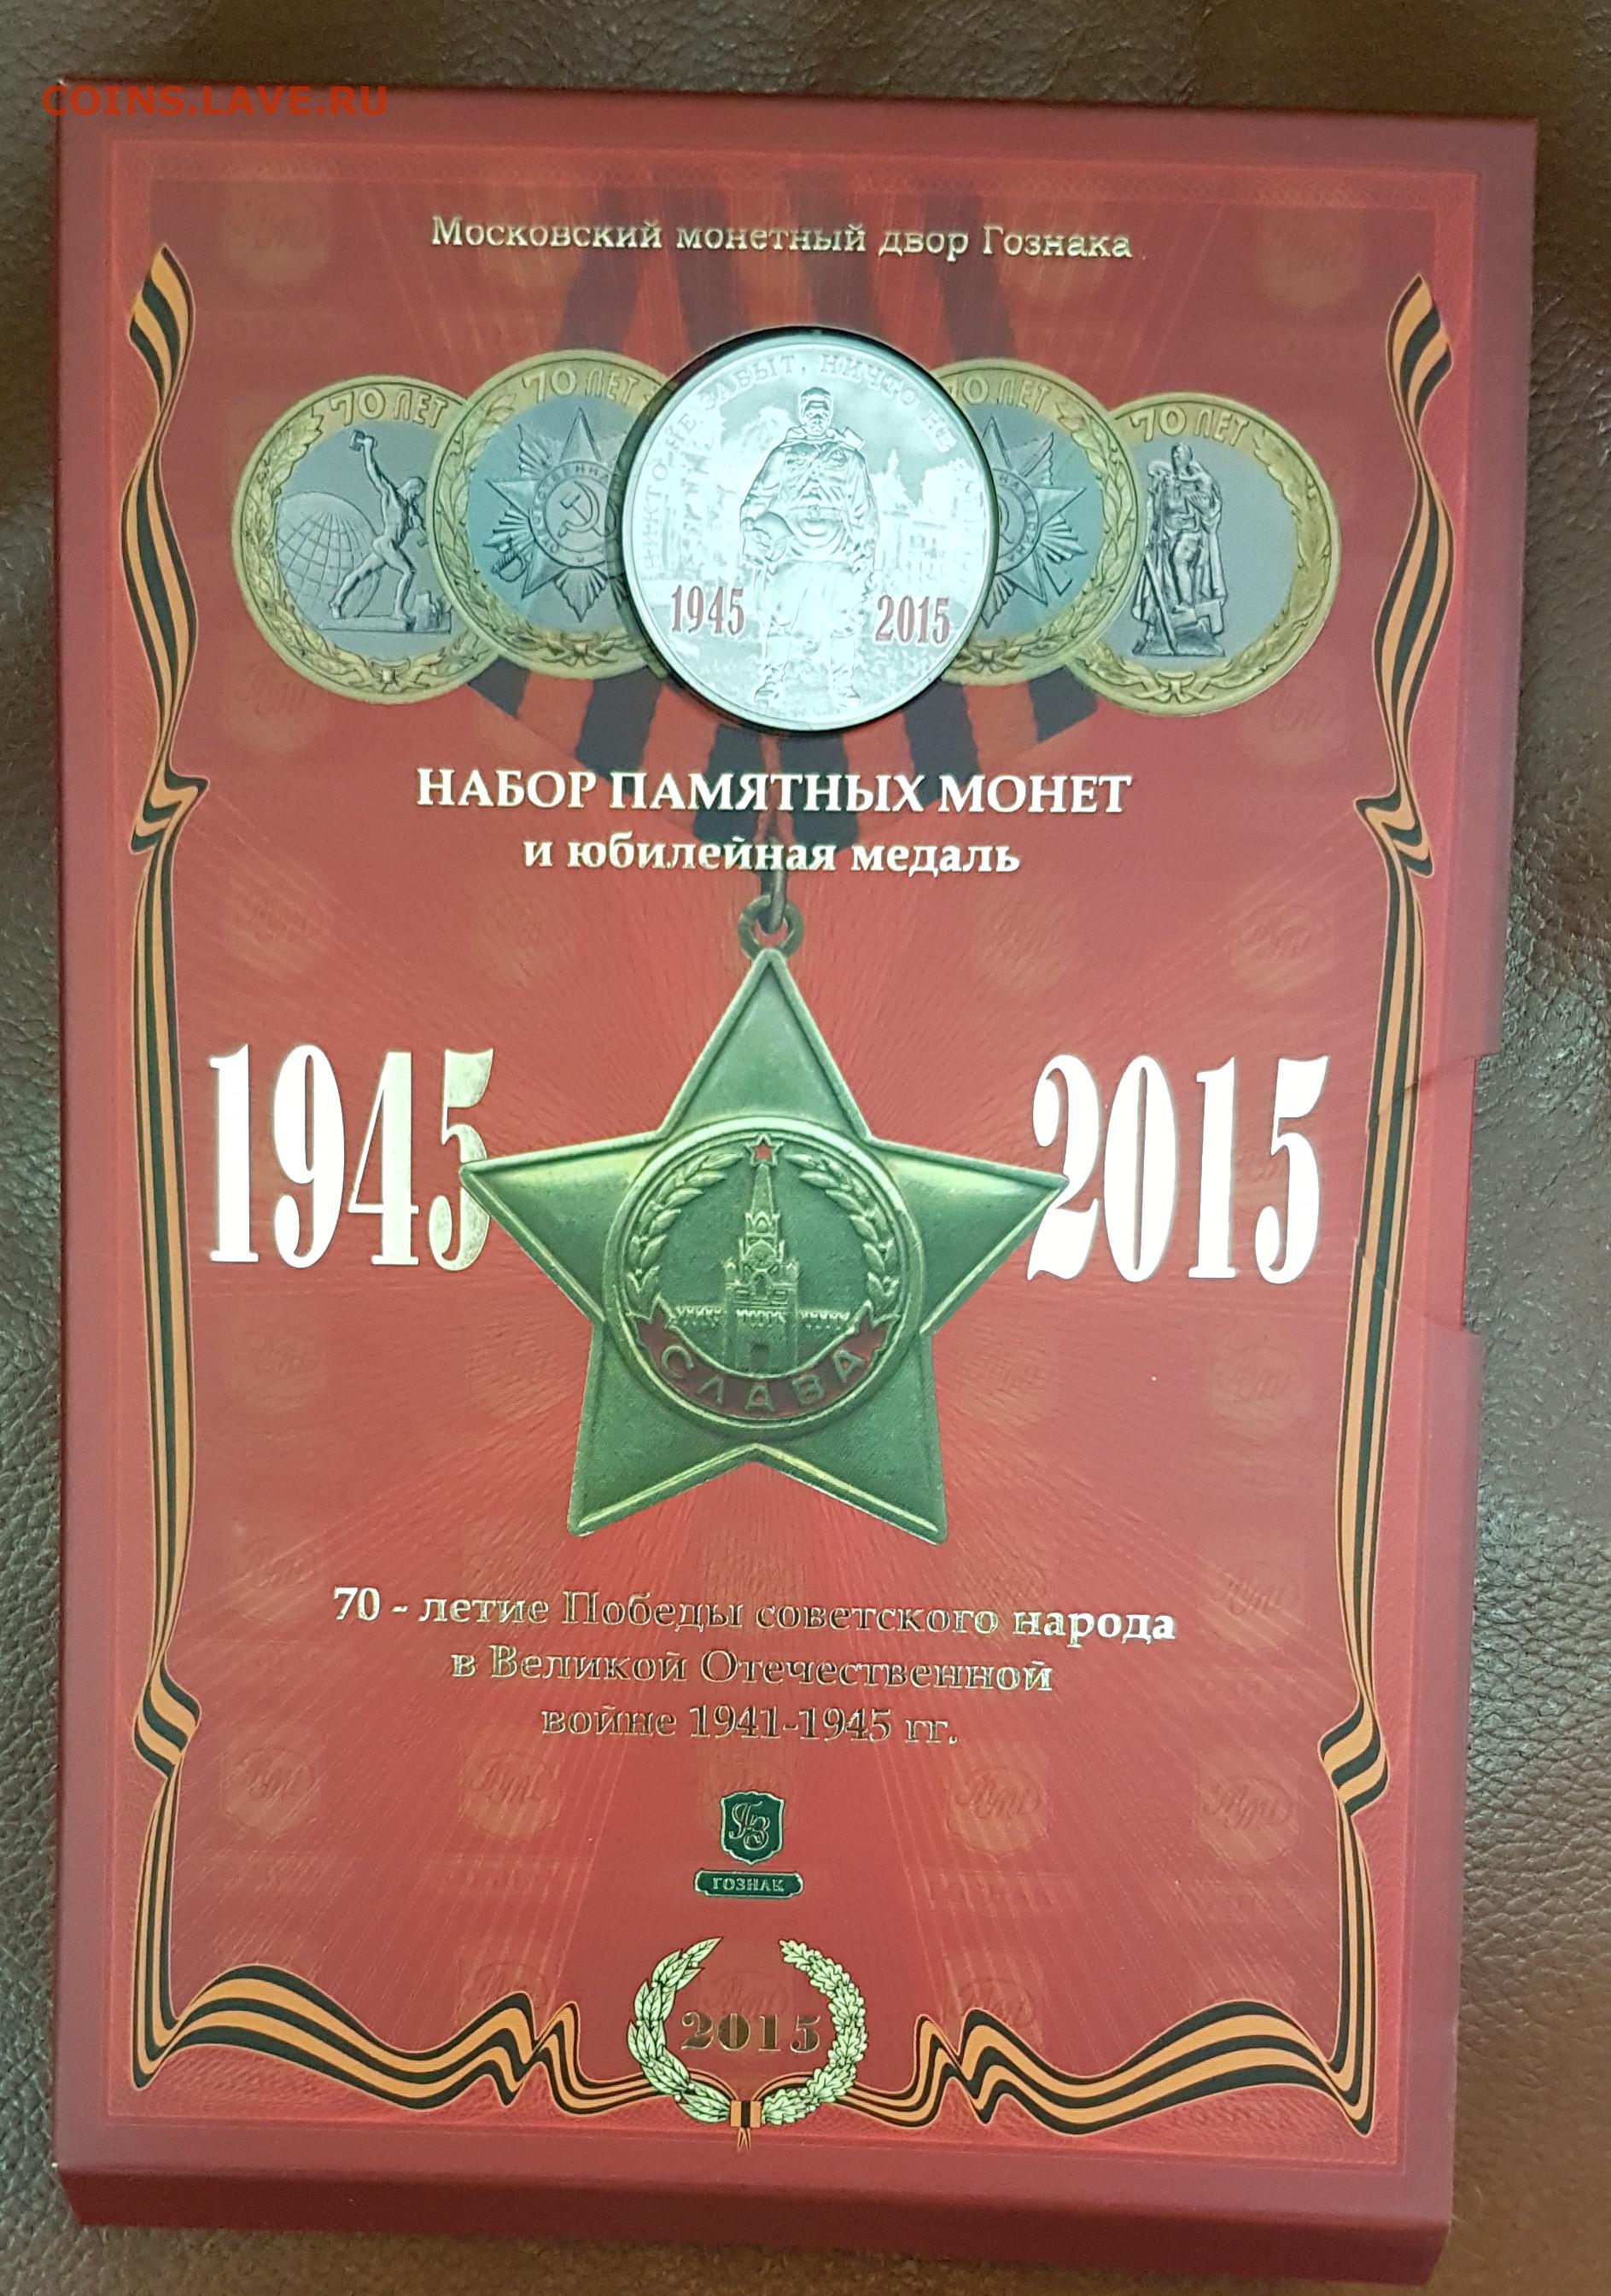 COINS.LAVE.RU
Московский монетный двор Гознака
70 ЛЕТ
70 ЛЕТ
НИКТО НЕ ЗАБЫТ, НИЧТО НЕ
70 ЛЕТ
70 ЛЕТ
1945 2015
НАБОР ПАМЯТНЫХ МОНЕТ
и юбилейная медаль
1945 2015
СЛАВА
70 - летие Победы советского народа
в Великой Отечественной
войне 1941-1945 гг.
ГЗ
ГОЗНАК
2015